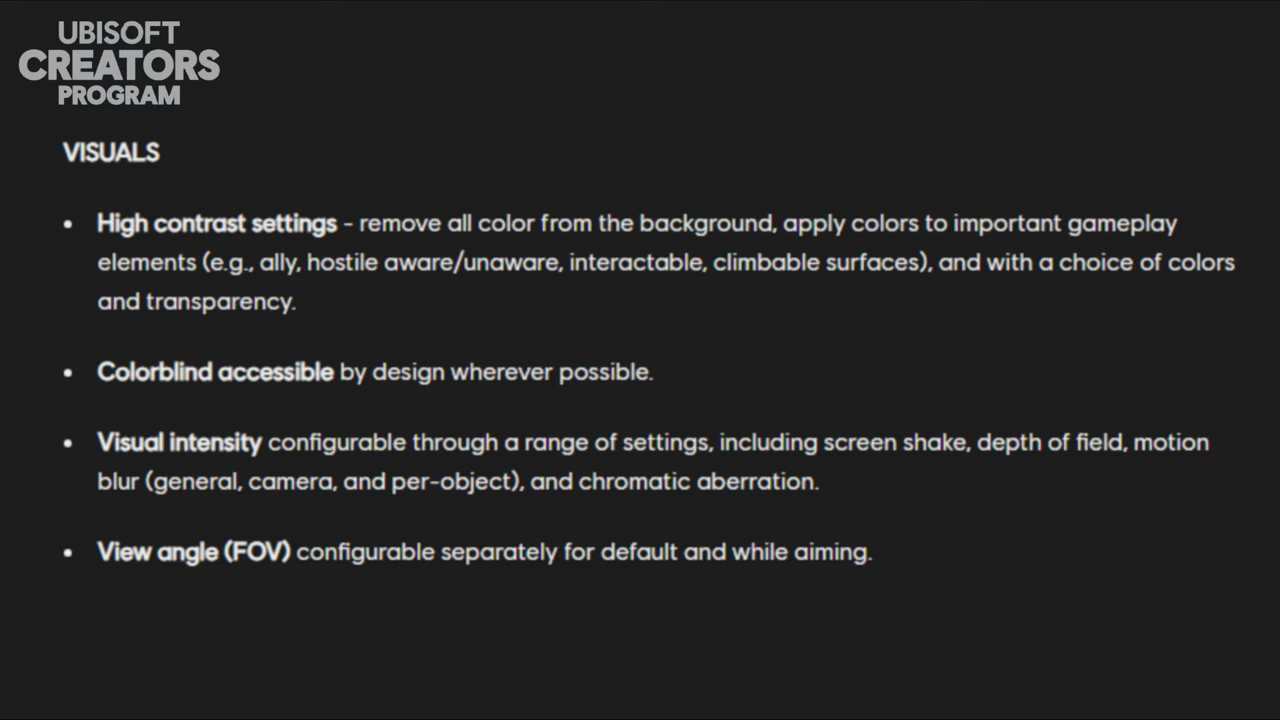 UBISOFT
CREATORS
PROGRAM
VISUALS
• High contrast settings - remove all color from the background, apply colors to important gameplay
elements (e.g., ally, hostile aware/unaware, interactable, climbable surfaces), and with a choice of colors
and transparency.
• Colorblind accessible by design wherever possible.
• Visual intensity configurable through a range of settings, including screen shake, depth of field, motion
blur (general, camera, and per-object), and chromatic aberration.
• View angle (FOV) configurable separately for default and while aiming.